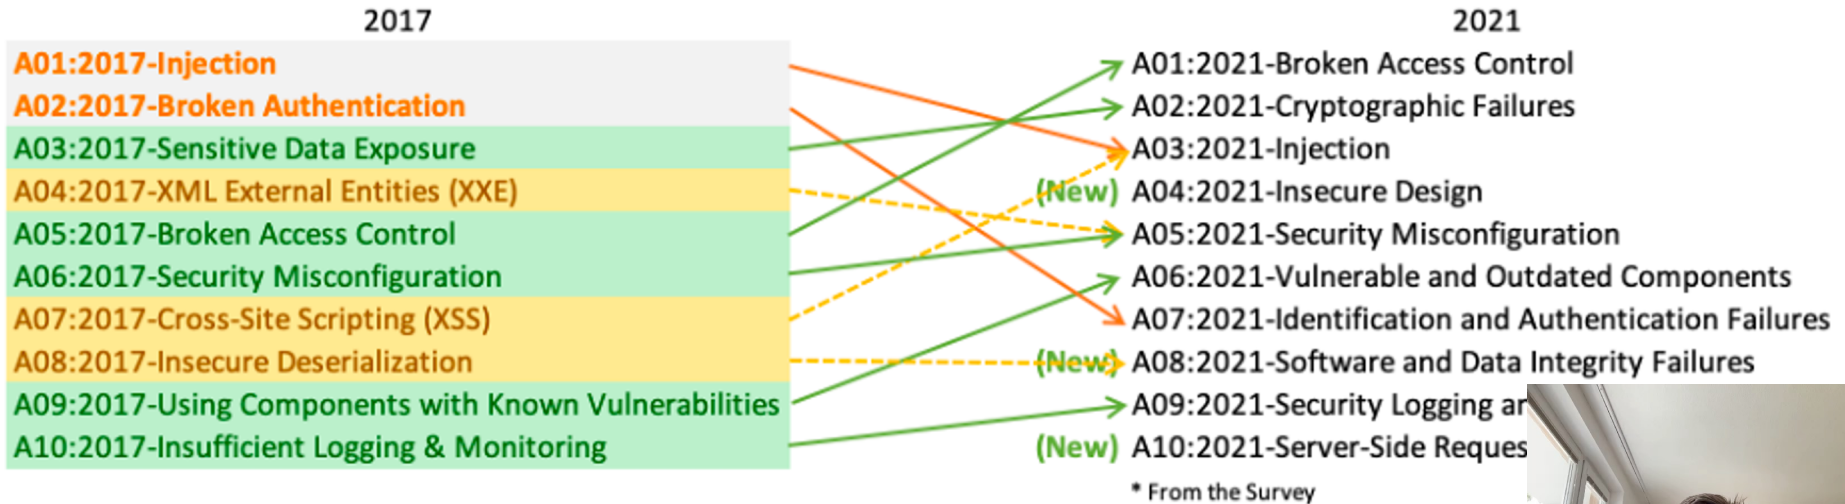 2017
A01:2017-Injection
A02:2017-Broken Authentication
A03:2017-Sensitive Data Exposure
A04:2017-XML External Entities (XXE)
A05:2017-Broken Access Control
A06:2017-Security Misconfiguration
A07:2017-Cross-Site Scripting (XSS)
A08:2017-Insecure Deserialization
A09:2017-Using Components with Known Vulnerabilities
A10:2017-Insufficient Logging & Monitoring
2021
A01:2021-Broken Access Control
A02:2021-Cryptographic Failures
A03:2021-Injection
(New) A04:2021-Insecure Design
A05:2021-Security Misconfiguration
A06:2021-Vulnerable and Outdated Components
A07:2021-Identification and Authentication Failures
(New) A08:2021-Software and Data Integrity Failures
A09:2021-Security Logging
(New) A10:2021-Server-Side
* From the Survey